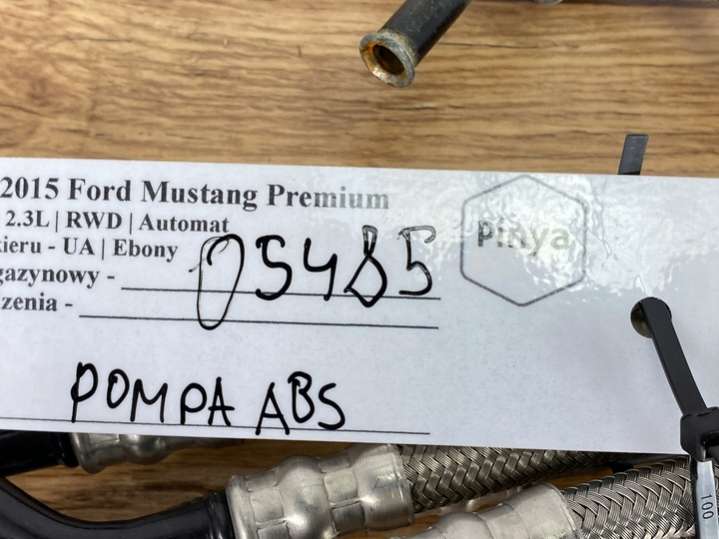 2015 Ford Mustang Premium
2.3L | RWD | Automat
kieru - UA | Ebony
gazynowy - 05485
zenia -
Pinya
POMPA ABS
100